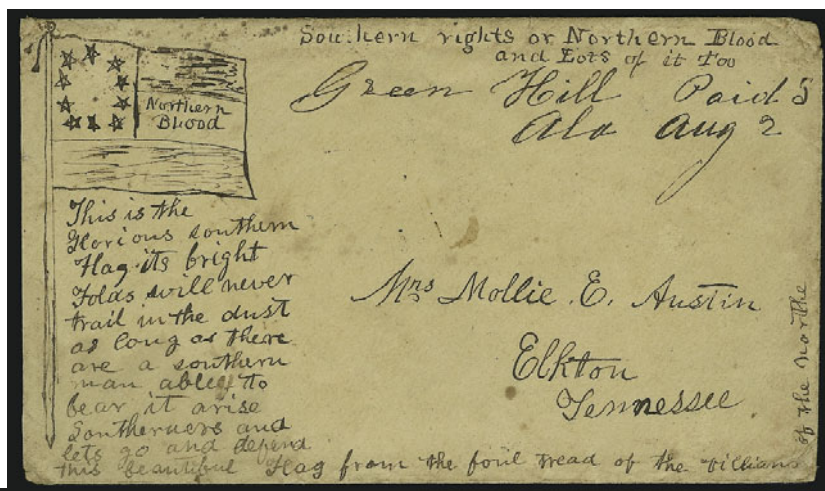 Southern rights or Northern Blood
and Lots of it Too
Green Hill Paid 5
Ala Aug 2
Northern
Blood
This is the
Glorious southern
Flag its bright
Folds will never
trail in the dust
as long as there
are a southern
man able to
bear it arise
Southerners and
lets go and defend
this beautiful Flag from the foul tread of the villians
of the northe
Mrs Mollie E. Austin
Elkton
Tennessee